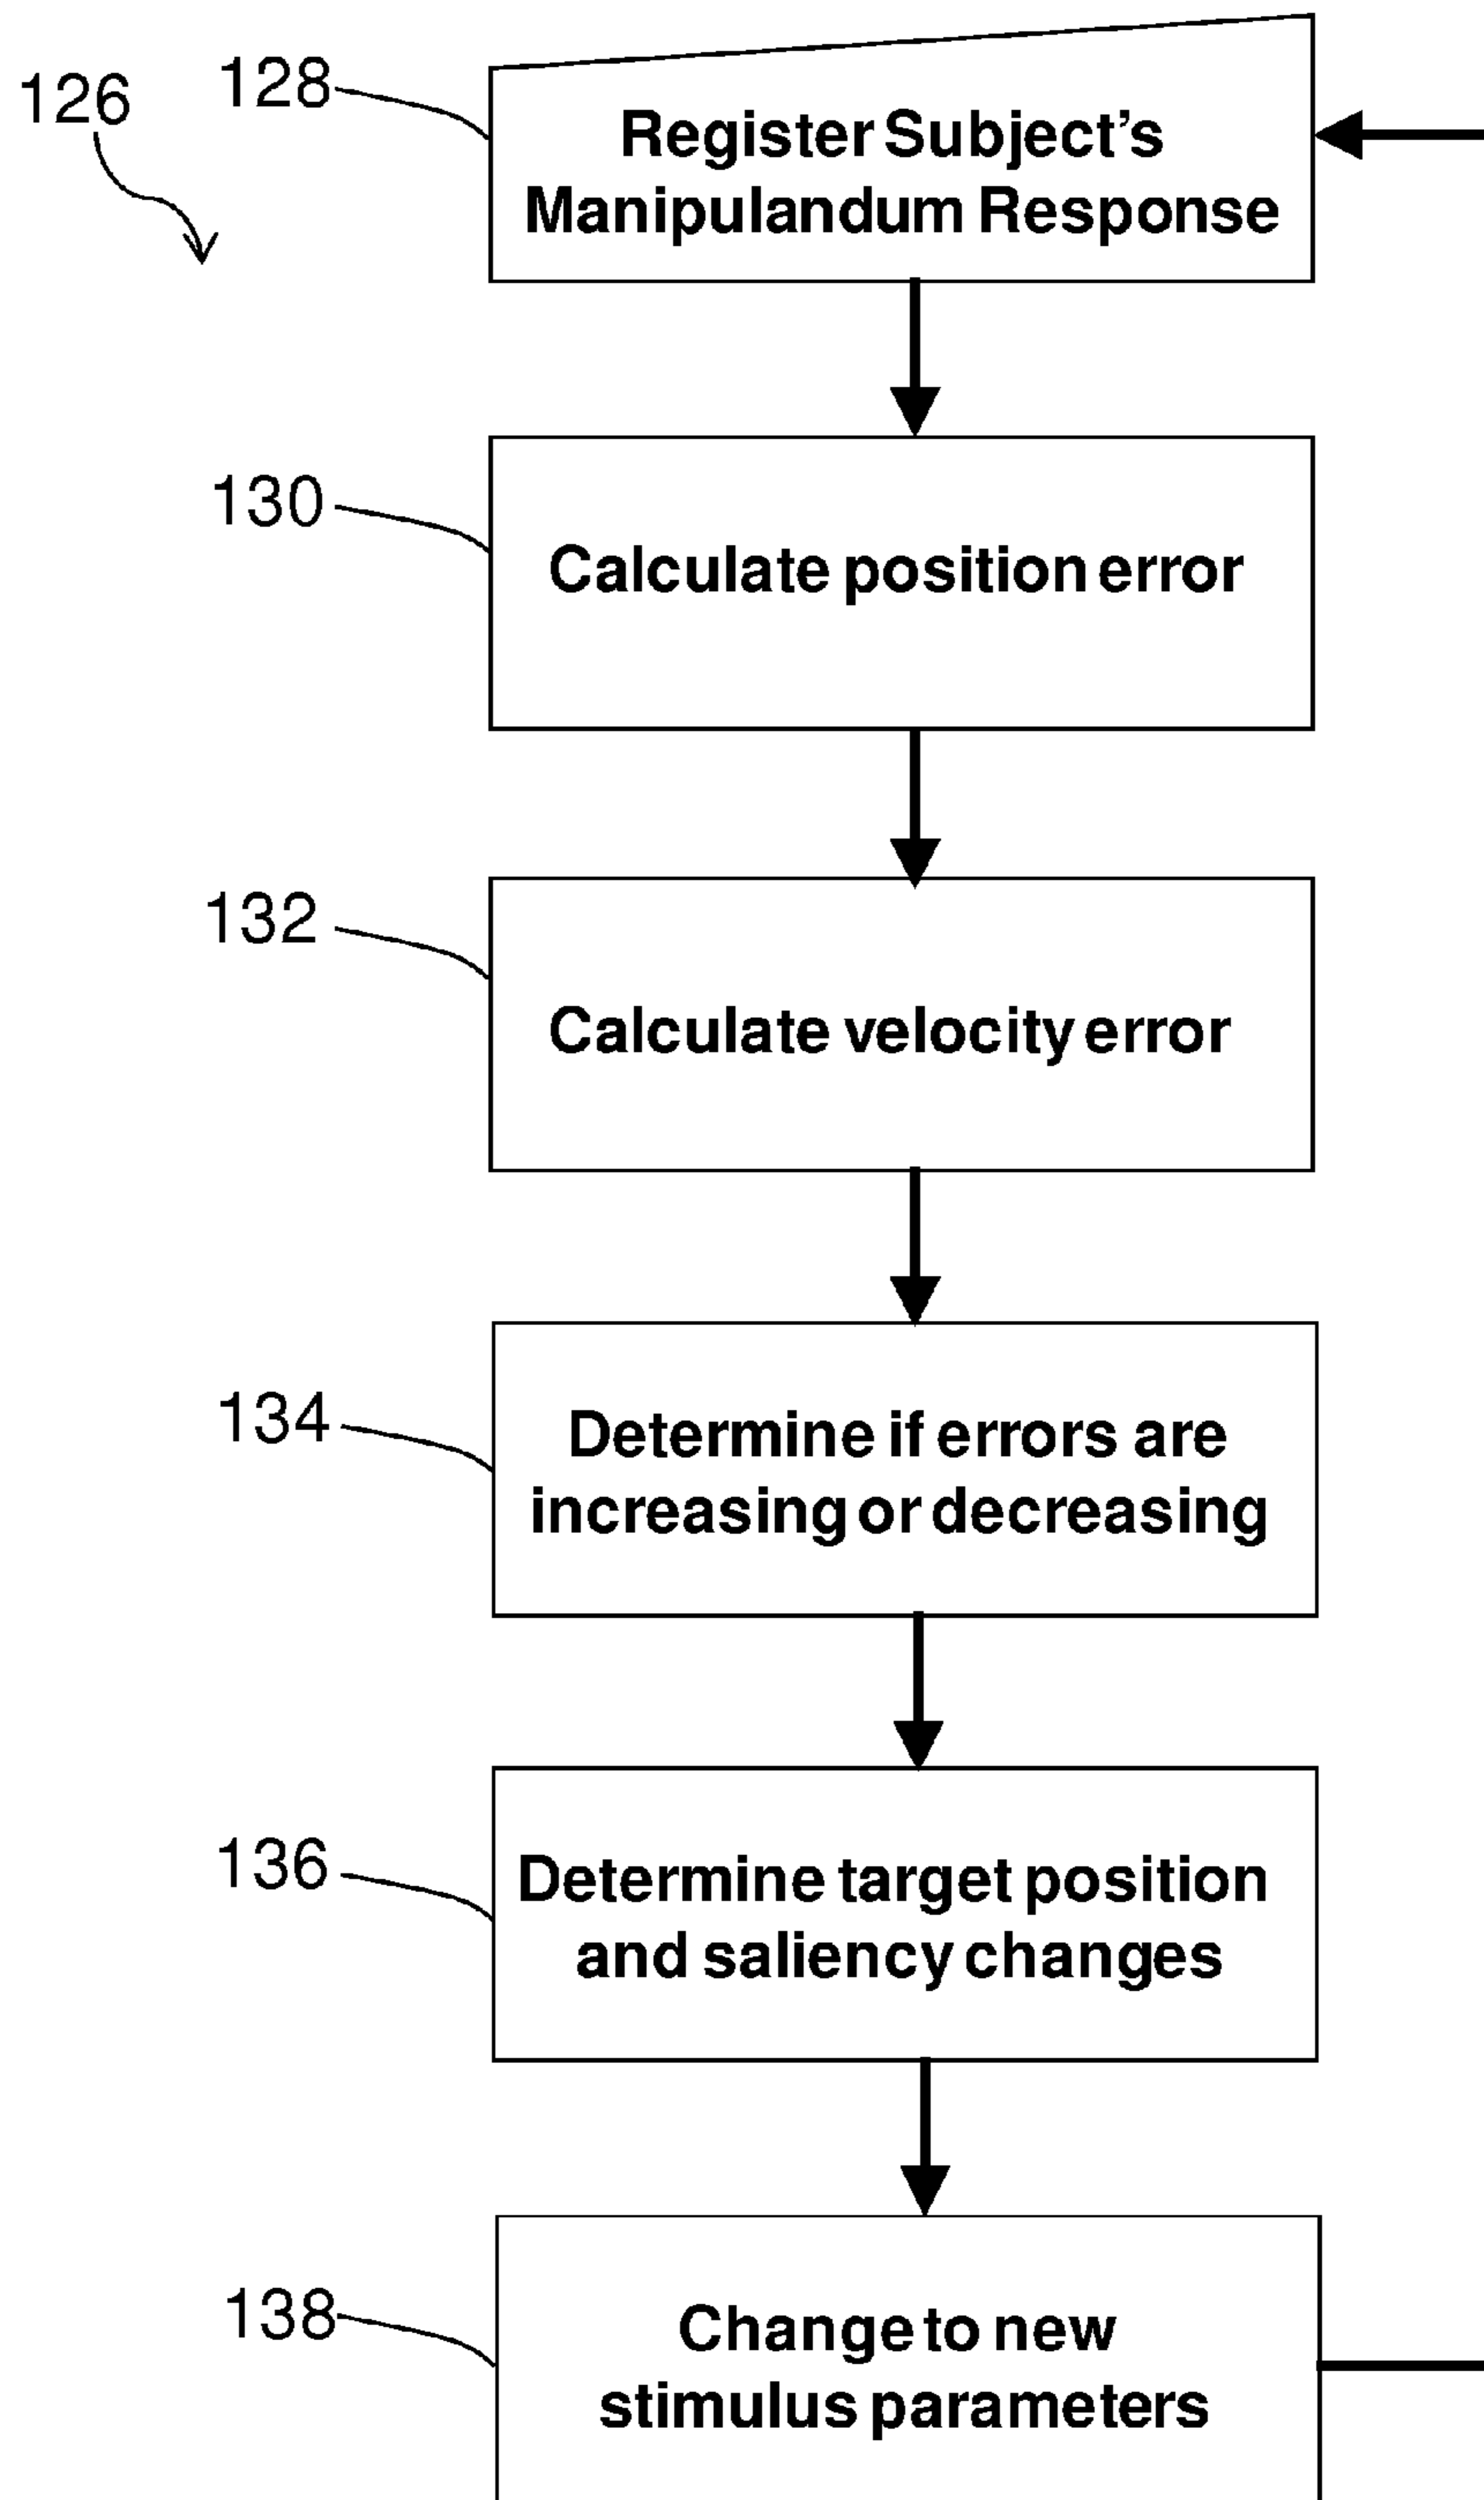 126
128
Register Subject's
Manipulandum Response
130
Calculate position error
132
Calculate velocity error
134
Determine if errors are
increasing or decreasing
136
Determine target position
and saliency changes
138
Change to new
stimulus parameters